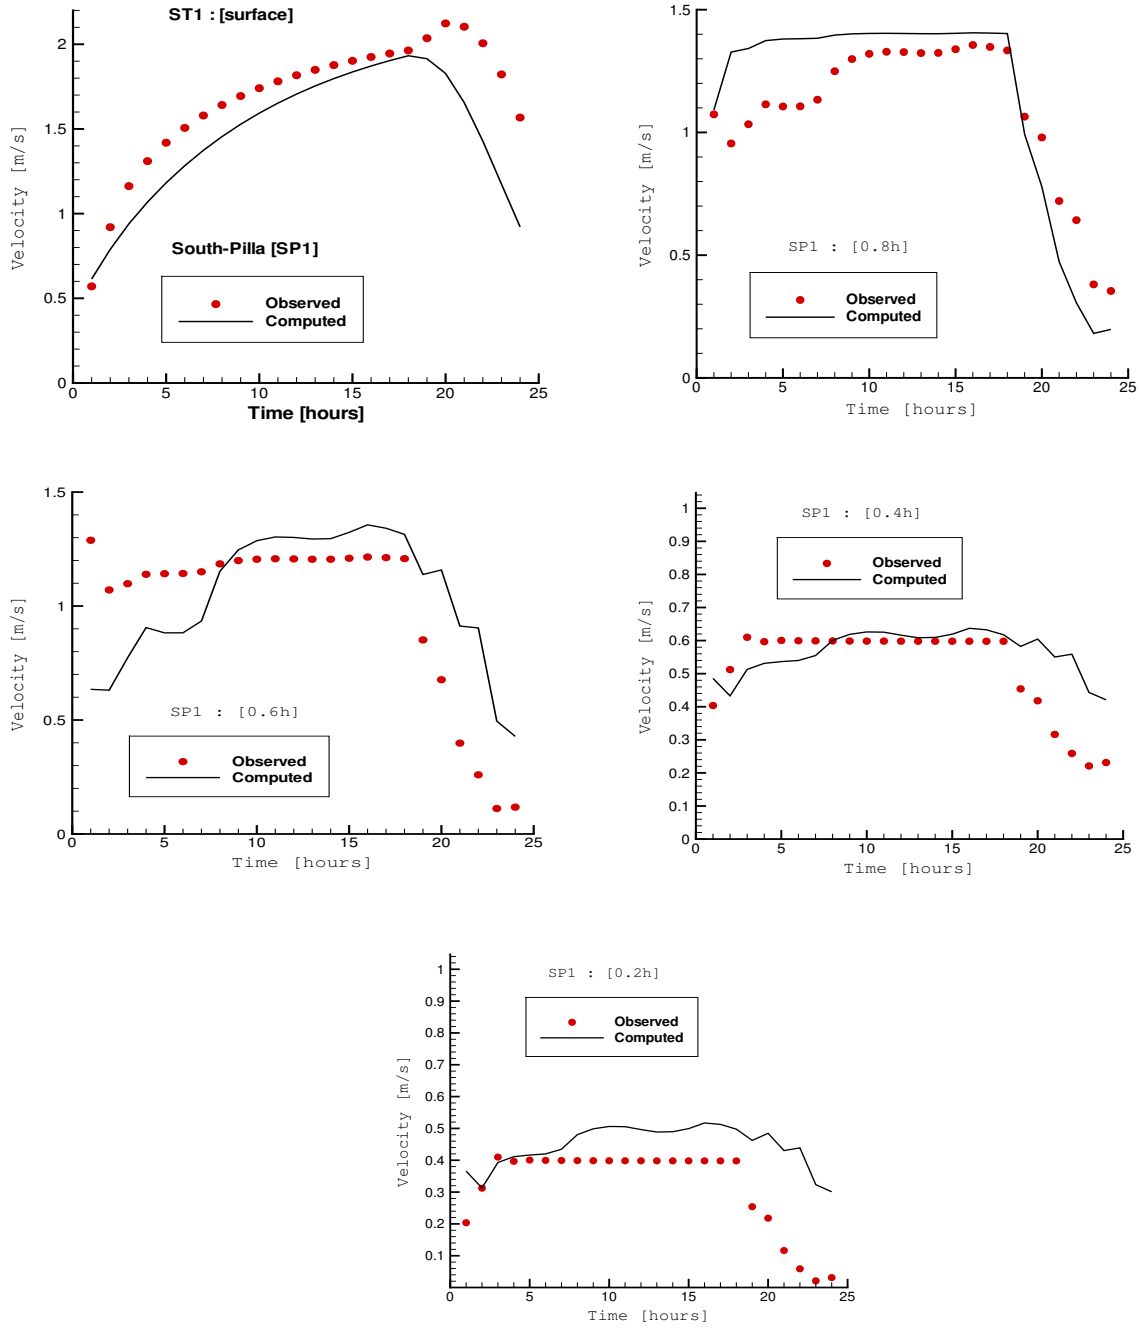 ST1 : [surface]
2
1.5
1
0.5
0
Velocity [m/s]
South-Pilla [SP1]
Observed
Computed
0
5
10
15
20
25
Time [hours]
1.5
1
0.5
1
Velocity [m/s]
SP1 : [0.8h]
Observed
Computed
0
5
10
15
20
25
Time [hours]
1.5
1
0.5
0
Velocity [m/s]
SP1 : [0.6h]
Observed
Computed
0
5
10
15
20
25
Time [hours]
SP1 : [0.4h]
1
0.9
0.8
0.7
0.6
0.5
0.4
0.3
0.2
0.1
0
Velocity [m/s]
Observed
Computed
0
5
10
15
20
25
Time [hours]
SP1 : [0.2h]
1
0.9
0.8
0.7
0.6
0.5
0.4
0.3
0.2
0.1
Velocity [m/s]
Observed
Computed
0
5
10
15
20
25
Time [hours]